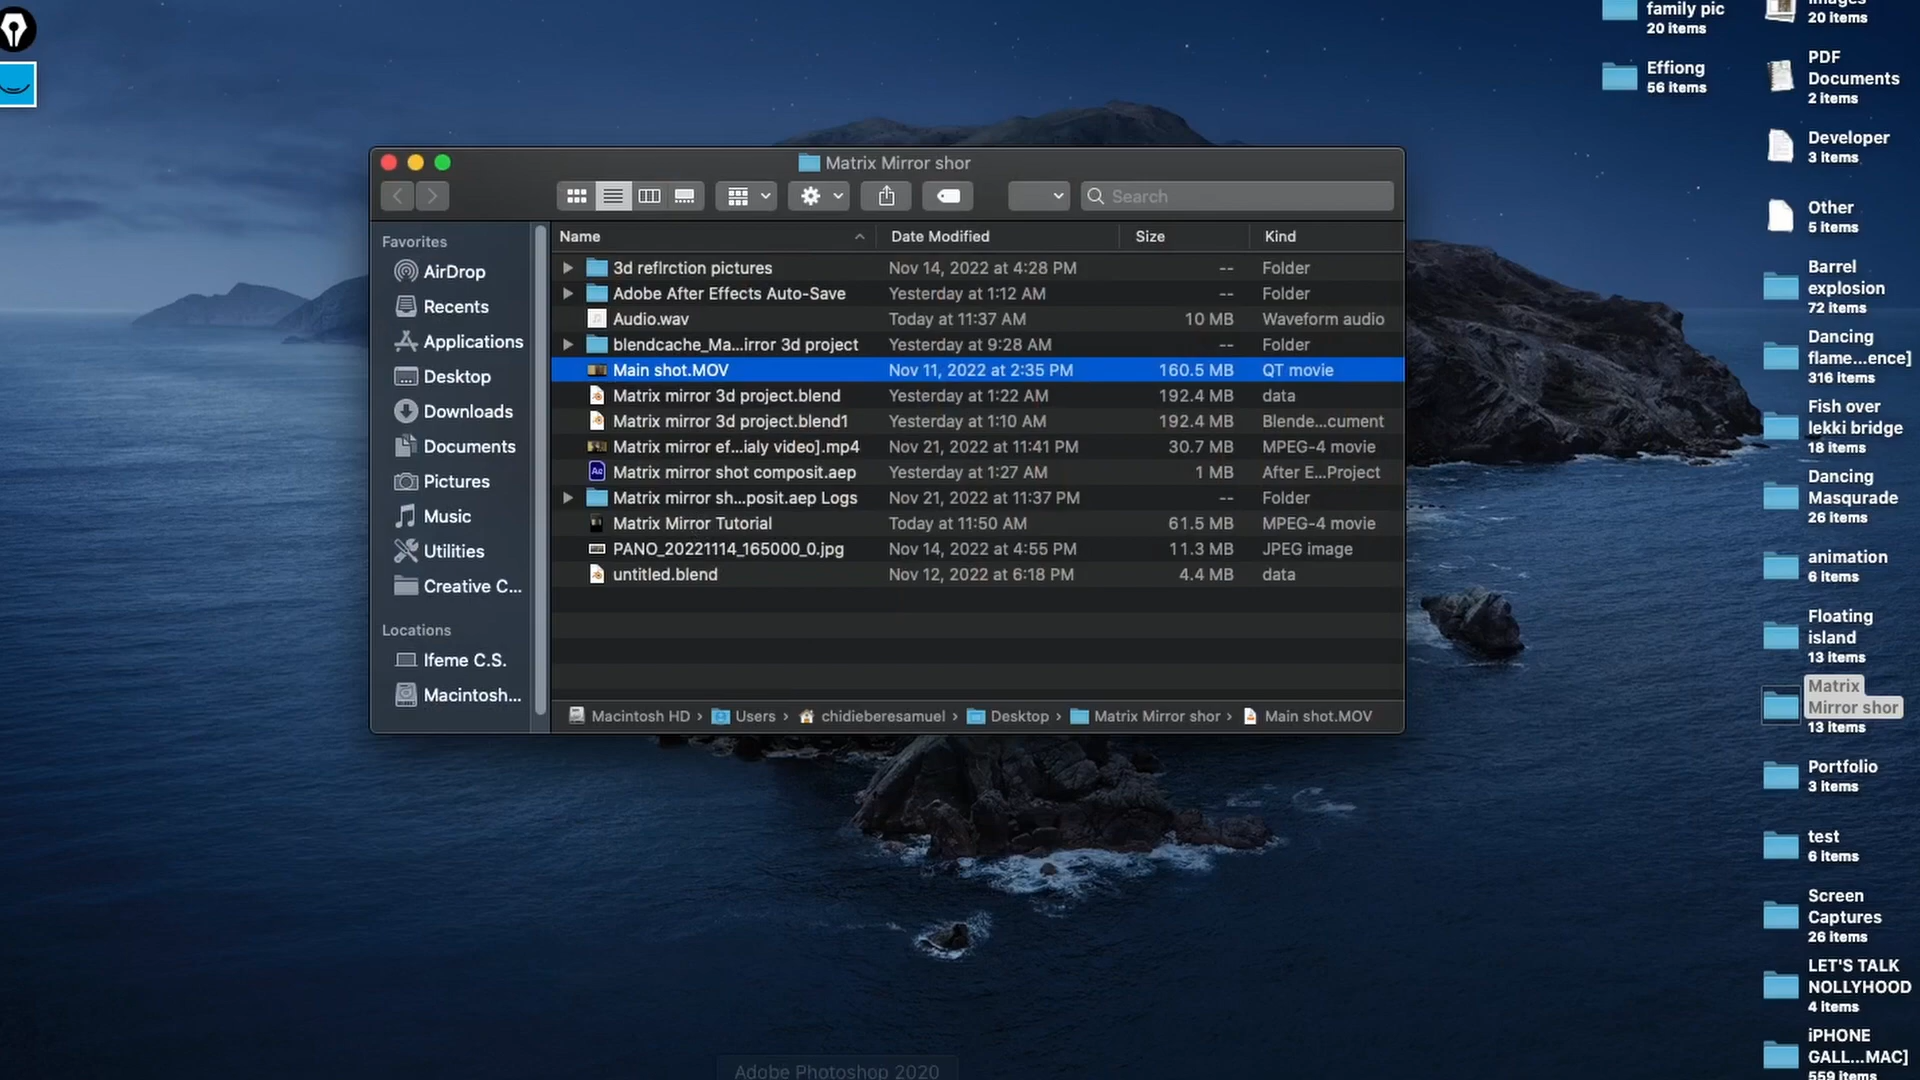 family pic
20 items
Images
20 items
Effiong
56 items
PDF
Documents
2 items
Developer
3 items
Other
5 items
Barrel
explosion
72 items
Dancing
flame...ence]
316 items
Fish over
lekki bridge
18 items
Dancing
Masqurade
26 items
animation
6 items
Floating
island
13 items
Matrix
Mirror shor
13 items
Portfolio
3 items
test
6 items
Screen
Captures
26 items
LET'S TALK
NOLLYHOOD
4 items
iPHONE
GALL...MAC]
559 items
Matrix Mirror shor
Search
Favorites
AirDrop
Recents
Applications
Desktop
Downloads
Documents
Pictures
Music
Utilities
Creative C...
Locations
Ifeme C.S.
Macintosh...
Name Date Modified Size Kind
3d reflrction pictures Nov 14, 2022 at 4:28 PM -- Folder
Adobe After Effects Auto-Save Yesterday at 1:12 AM -- Folder
Audio.wav Today at 11:37 AM 10 MB Waveform audio
blendcache_Ma...irror 3d project Yesterday at 9:28 AM -- Folder
Main shot.MOV Nov 11, 2022 at 2:35 PM 160.5 MB QT movie
Matrix mirror 3d project.blend Yesterday at 1:22 AM 192.4 MB data
Matrix mirror 3d project.blend1 Yesterday at 1:10 AM 192.4 MB Blende...cument
Matrix mirror ef...ialy video].mp4 Nov 21, 2022 at 11:41 PM 30.7 MB MPEG-4 movie
Ae Matrix mirror shot composit.aep Yesterday at 1:27 AM 1 MB After E...Project
Matrix mirror sh...posit.aep Logs Nov 21, 2022 at 11:37 PM -- Folder
Matrix Mirror Tutorial Today at 11:50 AM 61.5 MB MPEG-4 movie
PANO_20221114_165000_0.jpg Nov 14, 2022 at 4:55 PM 11.3 MB JPEG image
untitled.blend Nov 12, 2022 at 6:18 PM 4.4 MB data
Macintosh HD › Users › chidieberesamuel › Desktop › Matrix Mirror shor › Main shot.MOV
Adobe Photoshop 2020